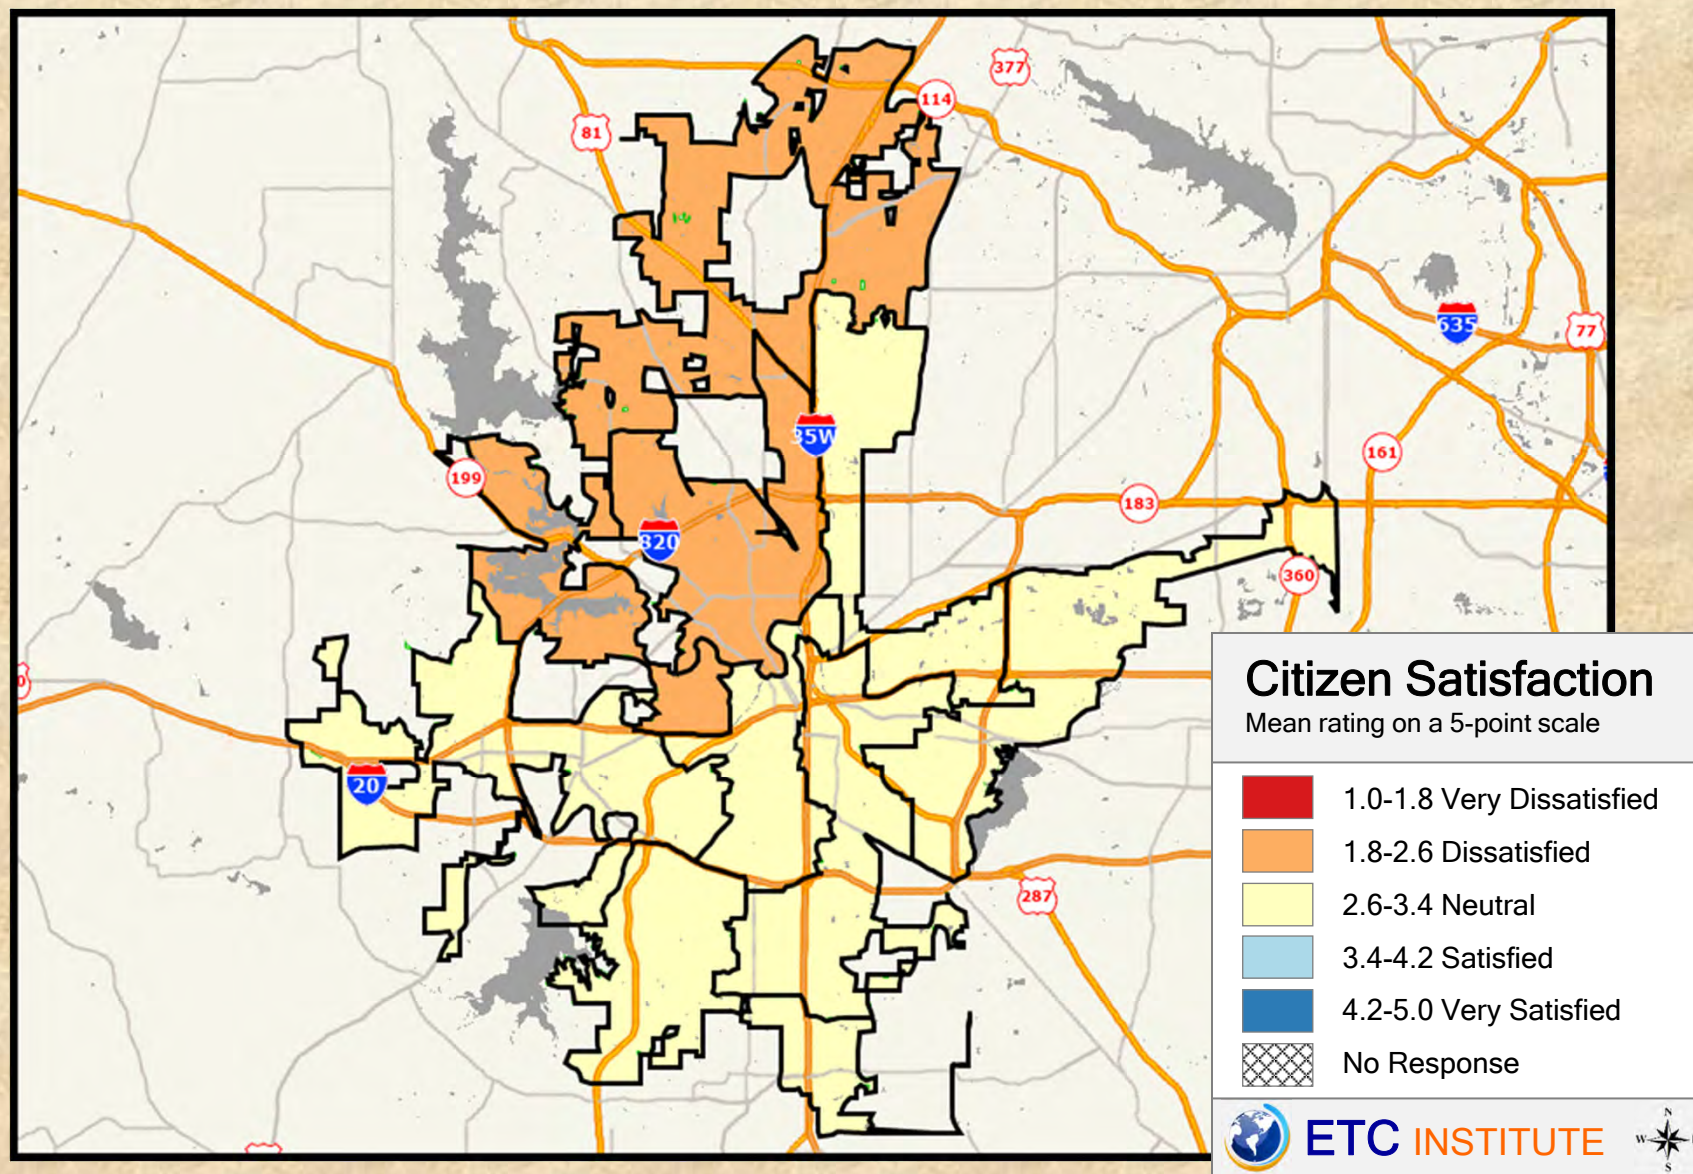 377
114
81
635
77
35W
161
199
183
820
360
0
20
287
Citizen Satisfaction
Mean rating on a 5-point scale
1.0-1.8 Very Dissatisfied
1.8-2.6 Dissatisfied
2.6-3.4 Neutral
3.4-4.2 Satisfied
4.2-5.0 Very Satisfied
No Response
ETC INSTITUTE
N
W
S